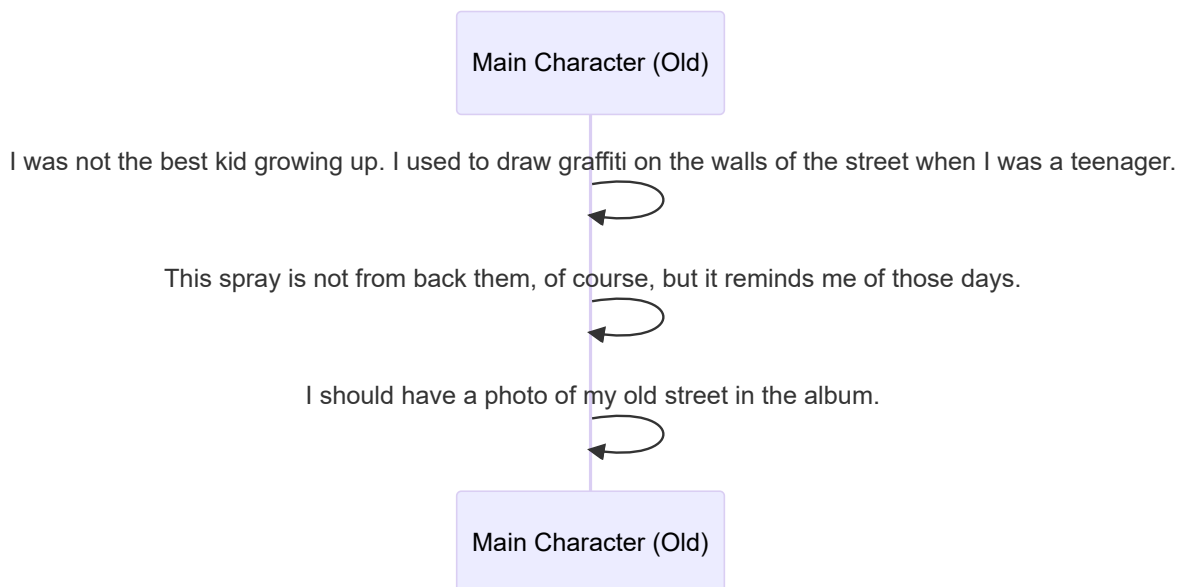 Main Character (Old)
I was not the best kid growing up. I used to draw graffiti on the walls of the street when I was a teenager.
This spray is not from back them, of course, but it reminds me of those days.
I should have a photo of my old street in the album.
Main Character (Old)